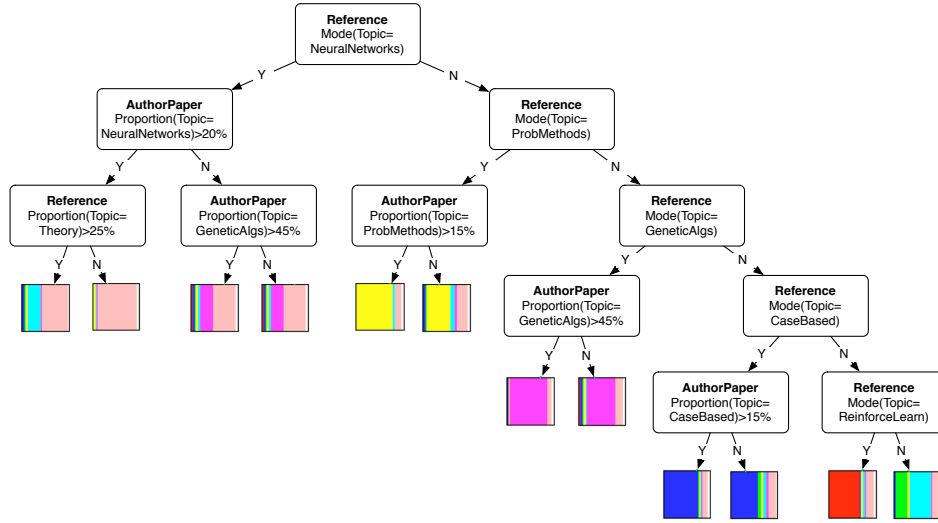 Reference
Mode(Topic=
NeuralNetworks)
Y
N
AuthorPaper
Proportion(Topic=
NeuralNetworks)>20%
Reference
Mode(Topic=
ProbMethods)
Y
N
Y
N
Reference
Proportion(Topic=
Theory)>25%
AuthorPaper
Proportion(Topic=
GeneticAlgs)>45%
AuthorPaper
Proportion(Topic=
ProbMethods)>15%
Reference
Mode(Topic=
GeneticAlgs)
Y
N
Y
N
Y
N
Y
N
AuthorPaper
Proportion(Topic=
GeneticAlgs)>45%
Reference
Mode(Topic=
CaseBased)
Y
N
Y
N
AuthorPaper
Proportion(Topic=
CaseBased)>15%
Reference
Mode(Topic=
ReinforceLearn)
Y
N
Y
N